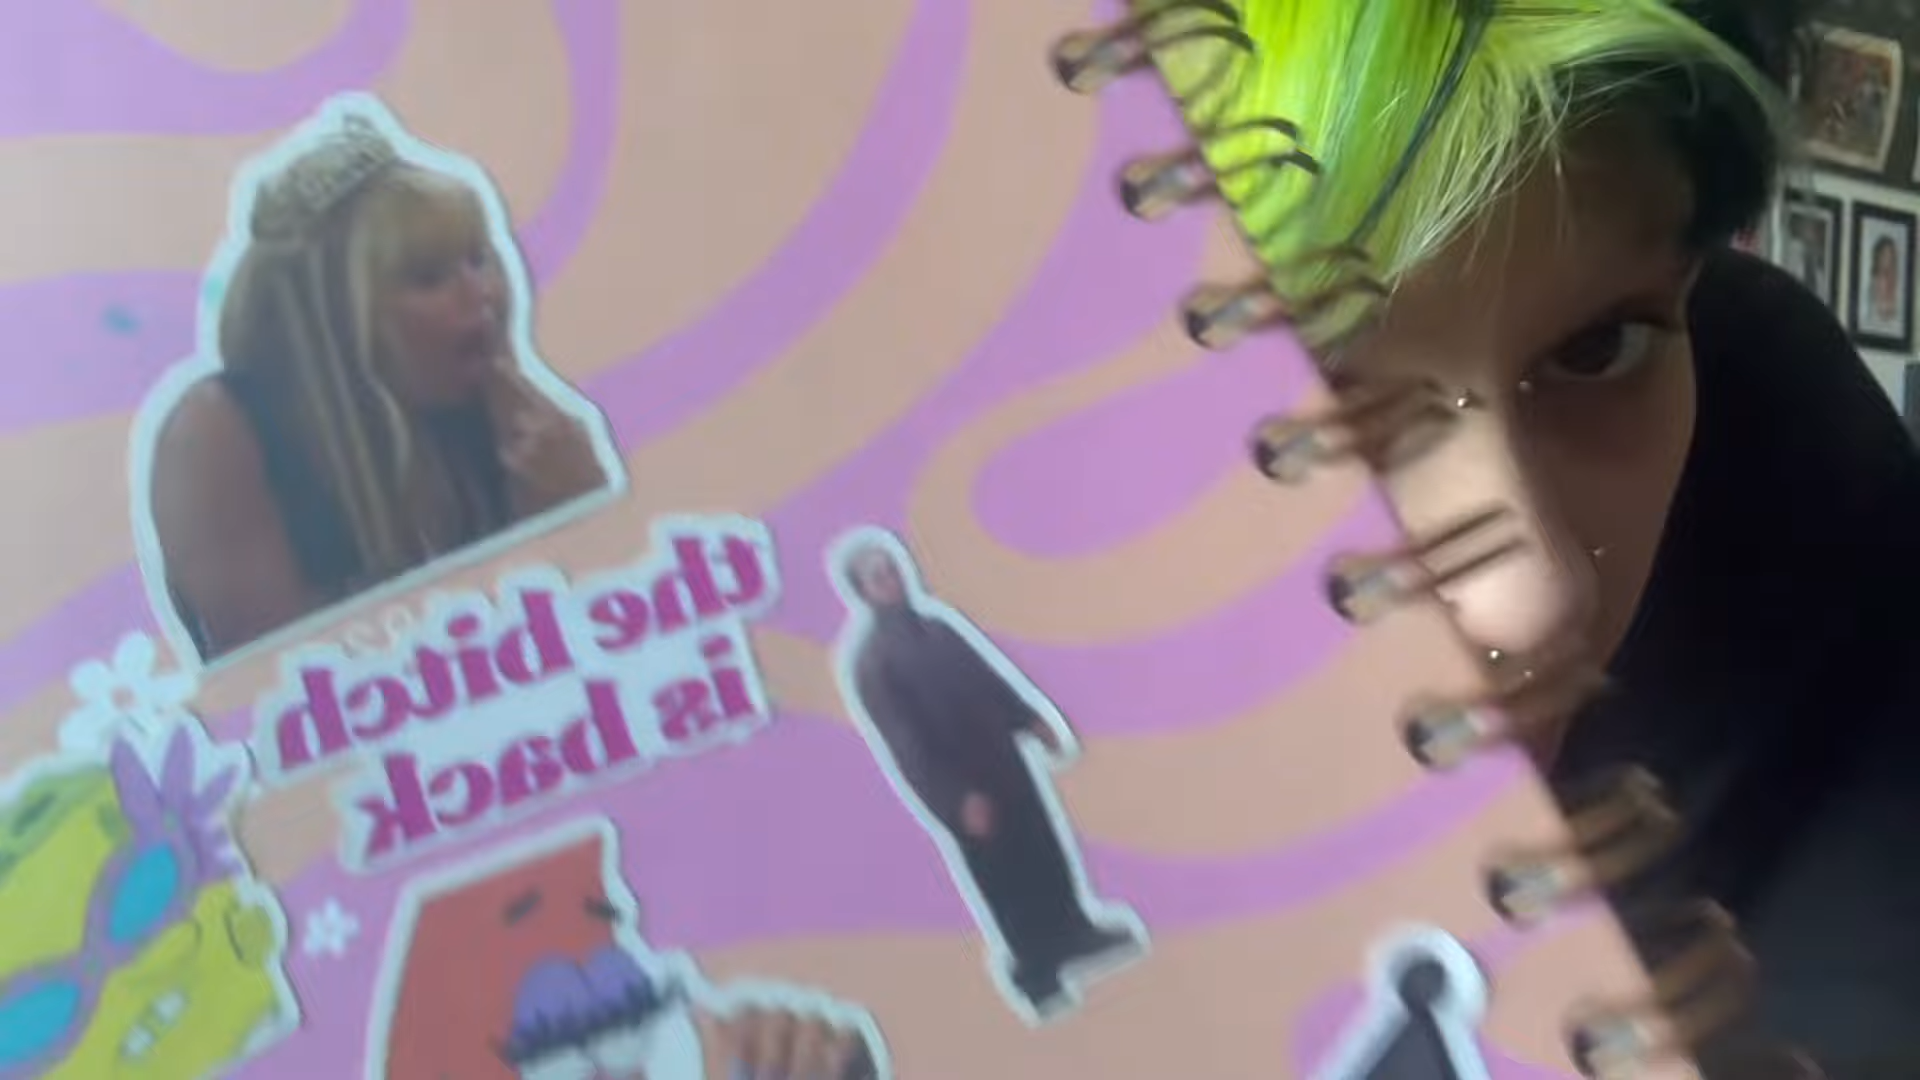 the bitch
is back